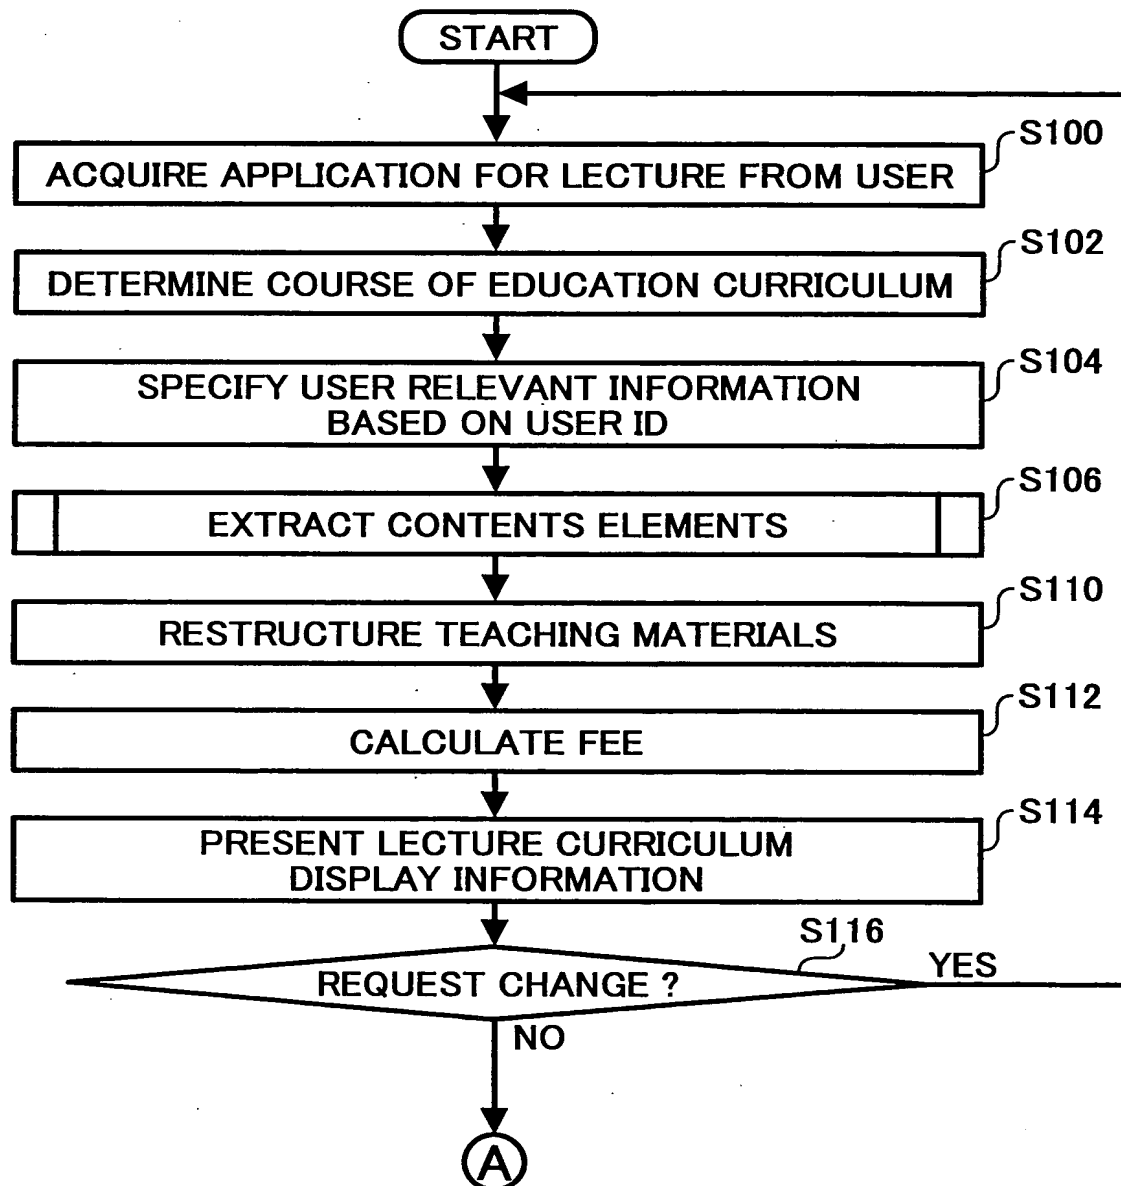 START
S100
ACQUIRE APPLICATION FOR LECTURE FROM USER
S102
DETERMINE COURSE OF EDUCATION CURRICULUM
S104
SPECIFY USER RELEVANT INFORMATION
BASED ON USER ID
S106
EXTRACT CONTENTS ELEMENTS
S110
RESTRUCTURE TEACHING MATERIALS
S112
CALCULATE FEE
S114
PRESENT LECTURE CURRICULUM
DISPLAY INFORMATION
S116
REQUEST CHANGE ?
YES
NO
A